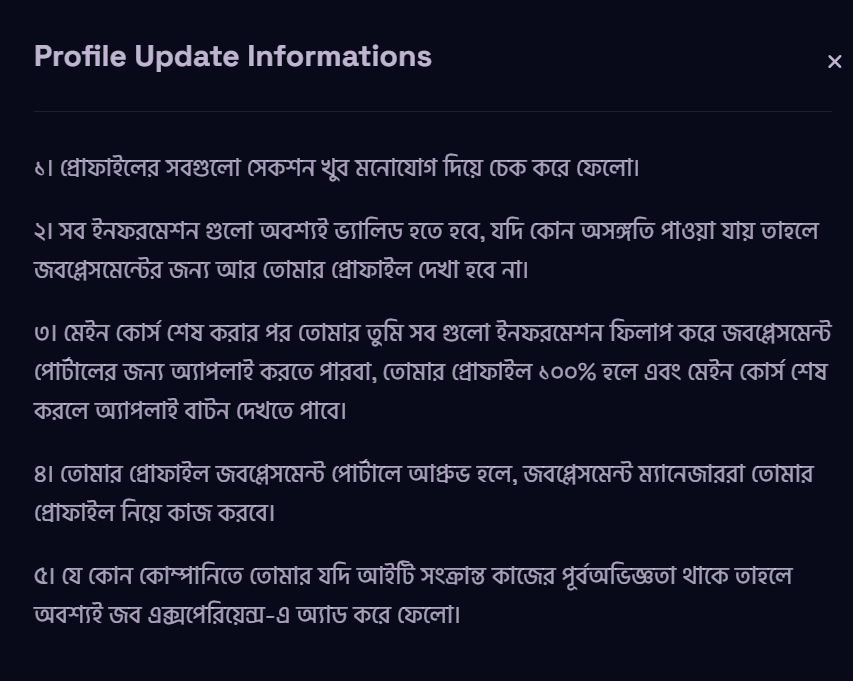 Profile Update Informations
×
১। প্রোফাইলের সবগুলো সেকশন খুব মনোযোগ দিয়ে চেক করে ফেলো।
২। সব ইনফরমেশন গুলো অবশ্যই ভ্যালিড হতে হবে, যদি কোন অসঙ্গতি পাওয়া যায় তাহলে
জবপ্লেসমেন্টের জন্য আর তোমার প্রোফাইল দেখা হবে না।
৩। মেইন কোর্স শেষ করার পর তোমার তুমি সব গুলো ইনফরমেশন ফিলাপ করে জবপ্লেসমেন্ট
পোর্টালের জন্য অ্যাপলাই করতে পারবা, তোমার প্রোফাইল ১০০% হলে এবং মেইন কোর্স শেষ
করলে অ্যাপলাই বাটন দেখতে পাবে।
৪। তোমার প্রোফাইল জবপ্লেসমেন্ট পোর্টালে আপ্রুভ হলে, জবপ্লেসমেন্ট ম্যানেজাররা তোমার
প্রোফাইল নিয়ে কাজ করবে।
৫। যে কোন কোম্পানিতে তোমার যদি আইটি সংক্রান্ত কাজের পূর্বঅভিজ্ঞতা থাকে তাহলে
অবশ্যই জব এক্সপেরিয়েন্স-এ অ্যাড করে ফেলো।